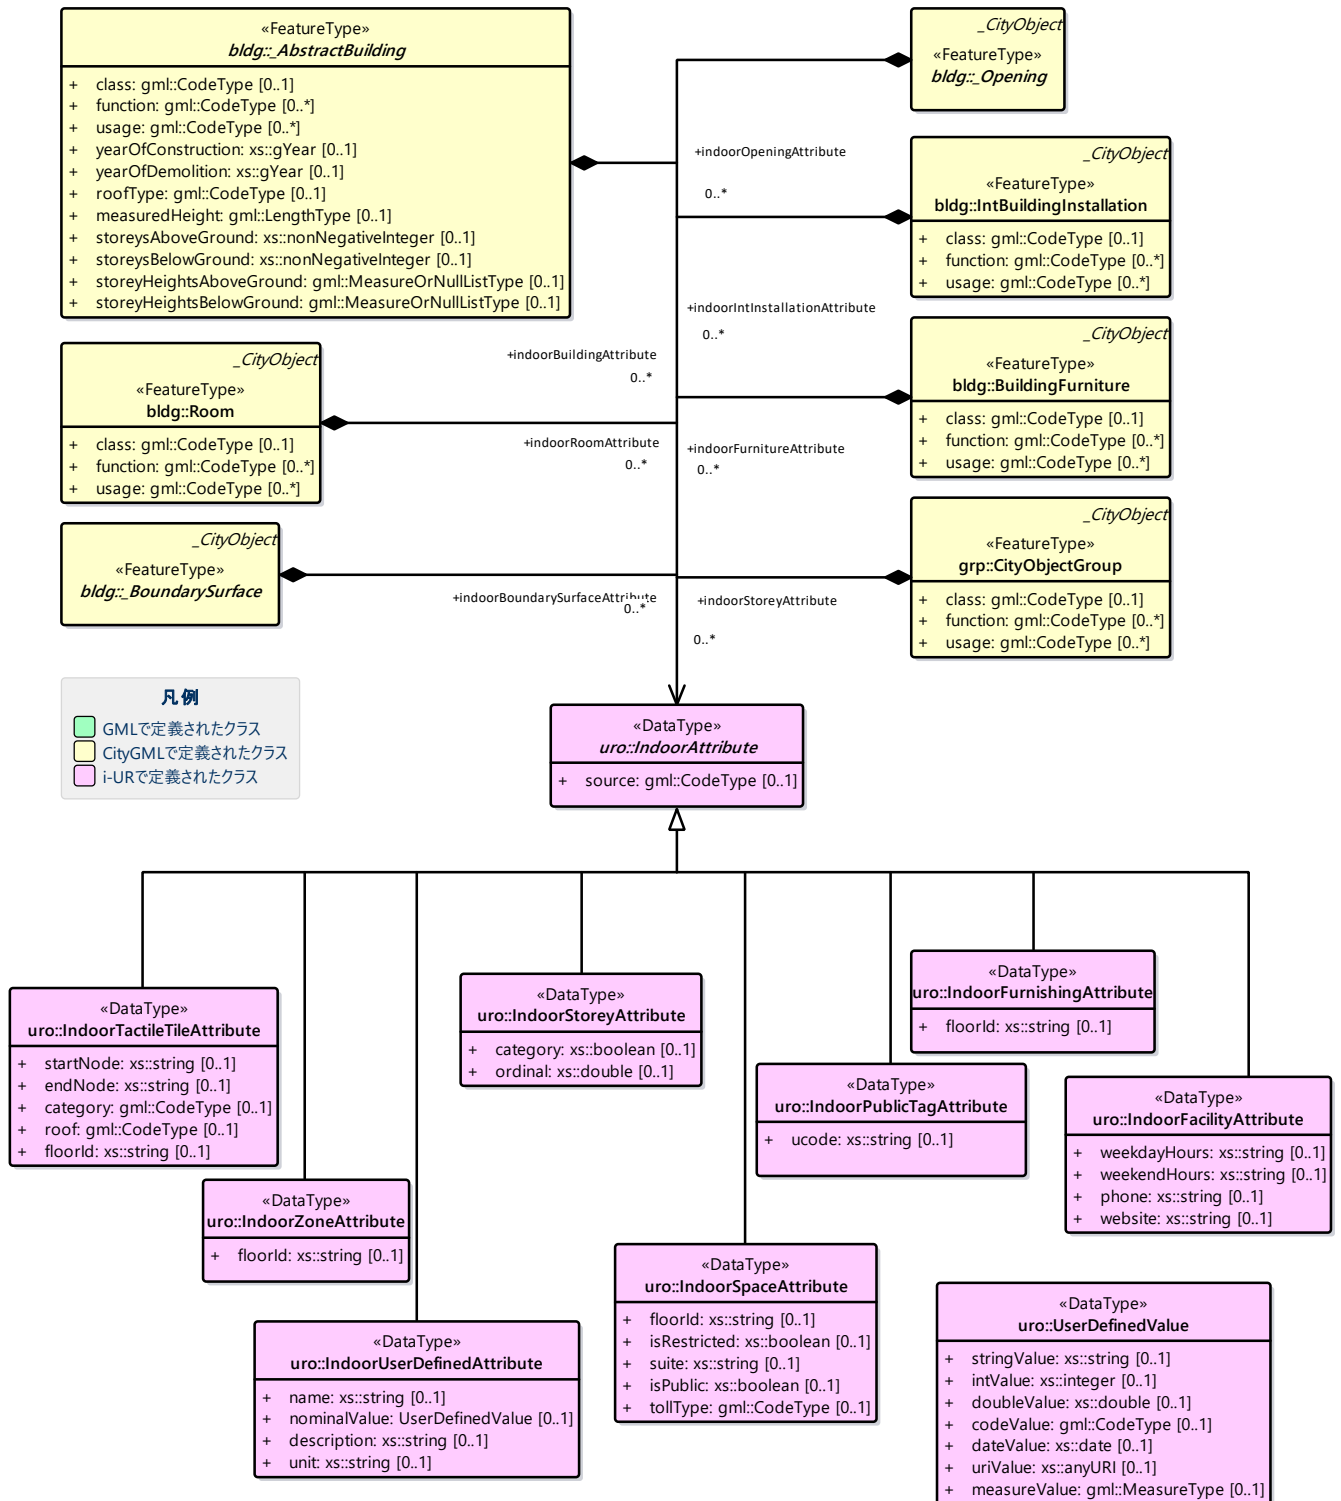 «FeatureType»
bldg::_AbstractBuilding
+ class: gml::CodeType [0..1]
+ function: gml::CodeType [0..*]
+ usage: gml::CodeType [0..*]
+ yearOfConstruction: xs::gYear [0..1]
+ yearOfDemolition: xs::gYear [0..1]
+ roofType: gml::CodeType [0..1]
+ measuredHeight: gml::LengthType [0..1]
+ storeysAboveGround: xs::nonNegativeInteger [0..1]
+ storeysBelowGround: xs::nonNegativeInteger [0..1]
+ storeyHeightsAboveGround: gml::MeasureOrNullListType [0..1]
+ storeyHeightsBelowGround: gml::MeasureOrNullListType [0..1]
_CityObject
«FeatureType»
bldg::_Opening
+indoorOpeningAttribute
0..*
_CityObject
«FeatureType»
bldg::IntBuildingInstallation
+ class: gml::CodeType [0..1]
+ function: gml::CodeType [0..*]
+ usage: gml::CodeType [0..*]
+indoorIntInstallationAttribute
0..*
+indoorBuildingAttribute
0..*
_CityObject
«FeatureType»
bldg::Room
+ class: gml::CodeType [0..1]
+ function: gml::CodeType [0..*]
+ usage: gml::CodeType [0..*]
_CityObject
«FeatureType»
bldg::BuildingFurniture
+ class: gml::CodeType [0..1]
+ function: gml::CodeType [0..*]
+ usage: gml::CodeType [0..*]
+indoorRoomAttribute
0..*
+indoorFurnitureAttribute
0..*
_CityObject
«FeatureType»
bldg::_BoundarySurface
_CityObject
«FeatureType»
grp::CityObjectGroup
+ class: gml::CodeType [0..1]
+ function: gml::CodeType [0..*]
+ usage: gml::CodeType [0..*]
+indoorBoundarySurfaceAttribute
0..*
+indoorStoreyAttribute
0..*
凡例
GMLで定義されたクラス
CityGMLで定義されたクラス
i-URで定義されたクラス
«DataType»
uro::IndoorAttribute
+ source: gml::CodeType [0..1]
«DataType»
uro::IndoorTactileTileAttribute
+ startNode: xs::string [0..1]
+ endNode: xs::string [0..1]
+ category: gml::CodeType [0..1]
+ roof: gml::CodeType [0..1]
+ floorId: xs::string [0..1]
«DataType»
uro::IndoorStoreyAttribute
+ category: xs::boolean [0..1]
+ ordinal: xs::double [0..1]
«DataType»
uro::IndoorFurnishingAttribute
+ floorId: xs::string [0..1]
«DataType»
uro::IndoorPublicTagAttribute
+ ucode: xs::string [0..1]
«DataType»
uro::IndoorFacilityAttribute
+ weekdayHours: xs::string [0..1]
+ weekendHours: xs::string [0..1]
+ phone: xs::string [0..1]
+ website: xs::string [0..1]
«DataType»
uro::IndoorZoneAttribute
+ floorId: xs::string [0..1]
«DataType»
uro::IndoorSpaceAttribute
+ floorId: xs::string [0..1]
+ isRestricted: xs::boolean [0..1]
+ suite: xs::string [0..1]
+ isPublic: xs::boolean [0..1]
+ tollType: gml::CodeType [0..1]
«DataType»
uro::IndoorUserDefinedAttribute
+ name: xs::string [0..1]
+ nominalValue: UserDefinedValue [0..1]
+ description: xs::string [0..1]
+ unit: xs::string [0..1]
«DataType»
uro::UserDefinedValue
+ stringValue: xs::string [0..1]
+ intValue: xs::integer [0..1]
+ doubleValue: xs::double [0..1]
+ codeValue: gml::CodeType [0..1]
+ dateValue: xs::date [0..1]
+ uriValue: xs::anyURI [0..1]
+ measureValue: gml::MeasureType [0..1]